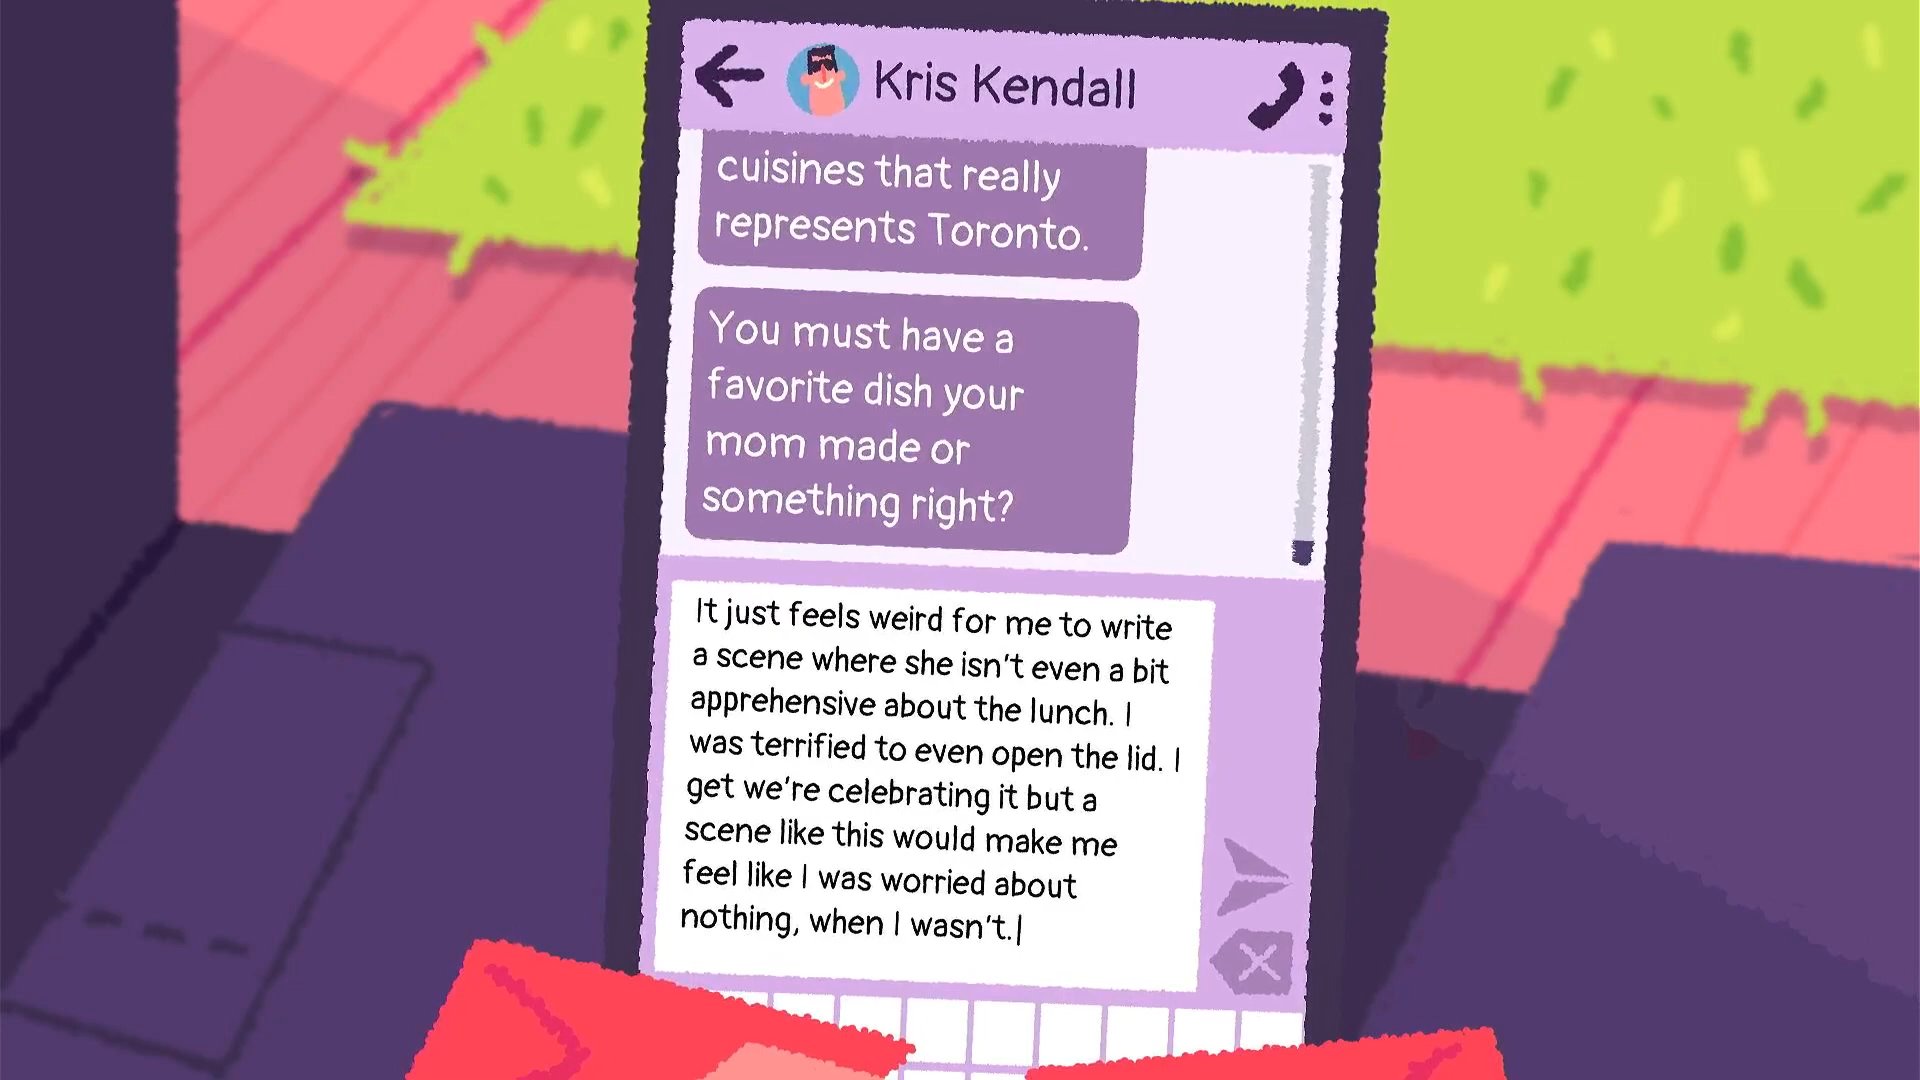 Kris Kendall
cuisines that really
represents Toronto.
You must have a
favorite dish your
mom made or
something right?
It just feels weird for me to write
a scene where she isn't even a bit
apprehensive about the lunch. I
was terrified to even open the lid. I
get we're celebrating it but a
scene like this would make me
feel like I was worried about
nothing, when I wasn't.